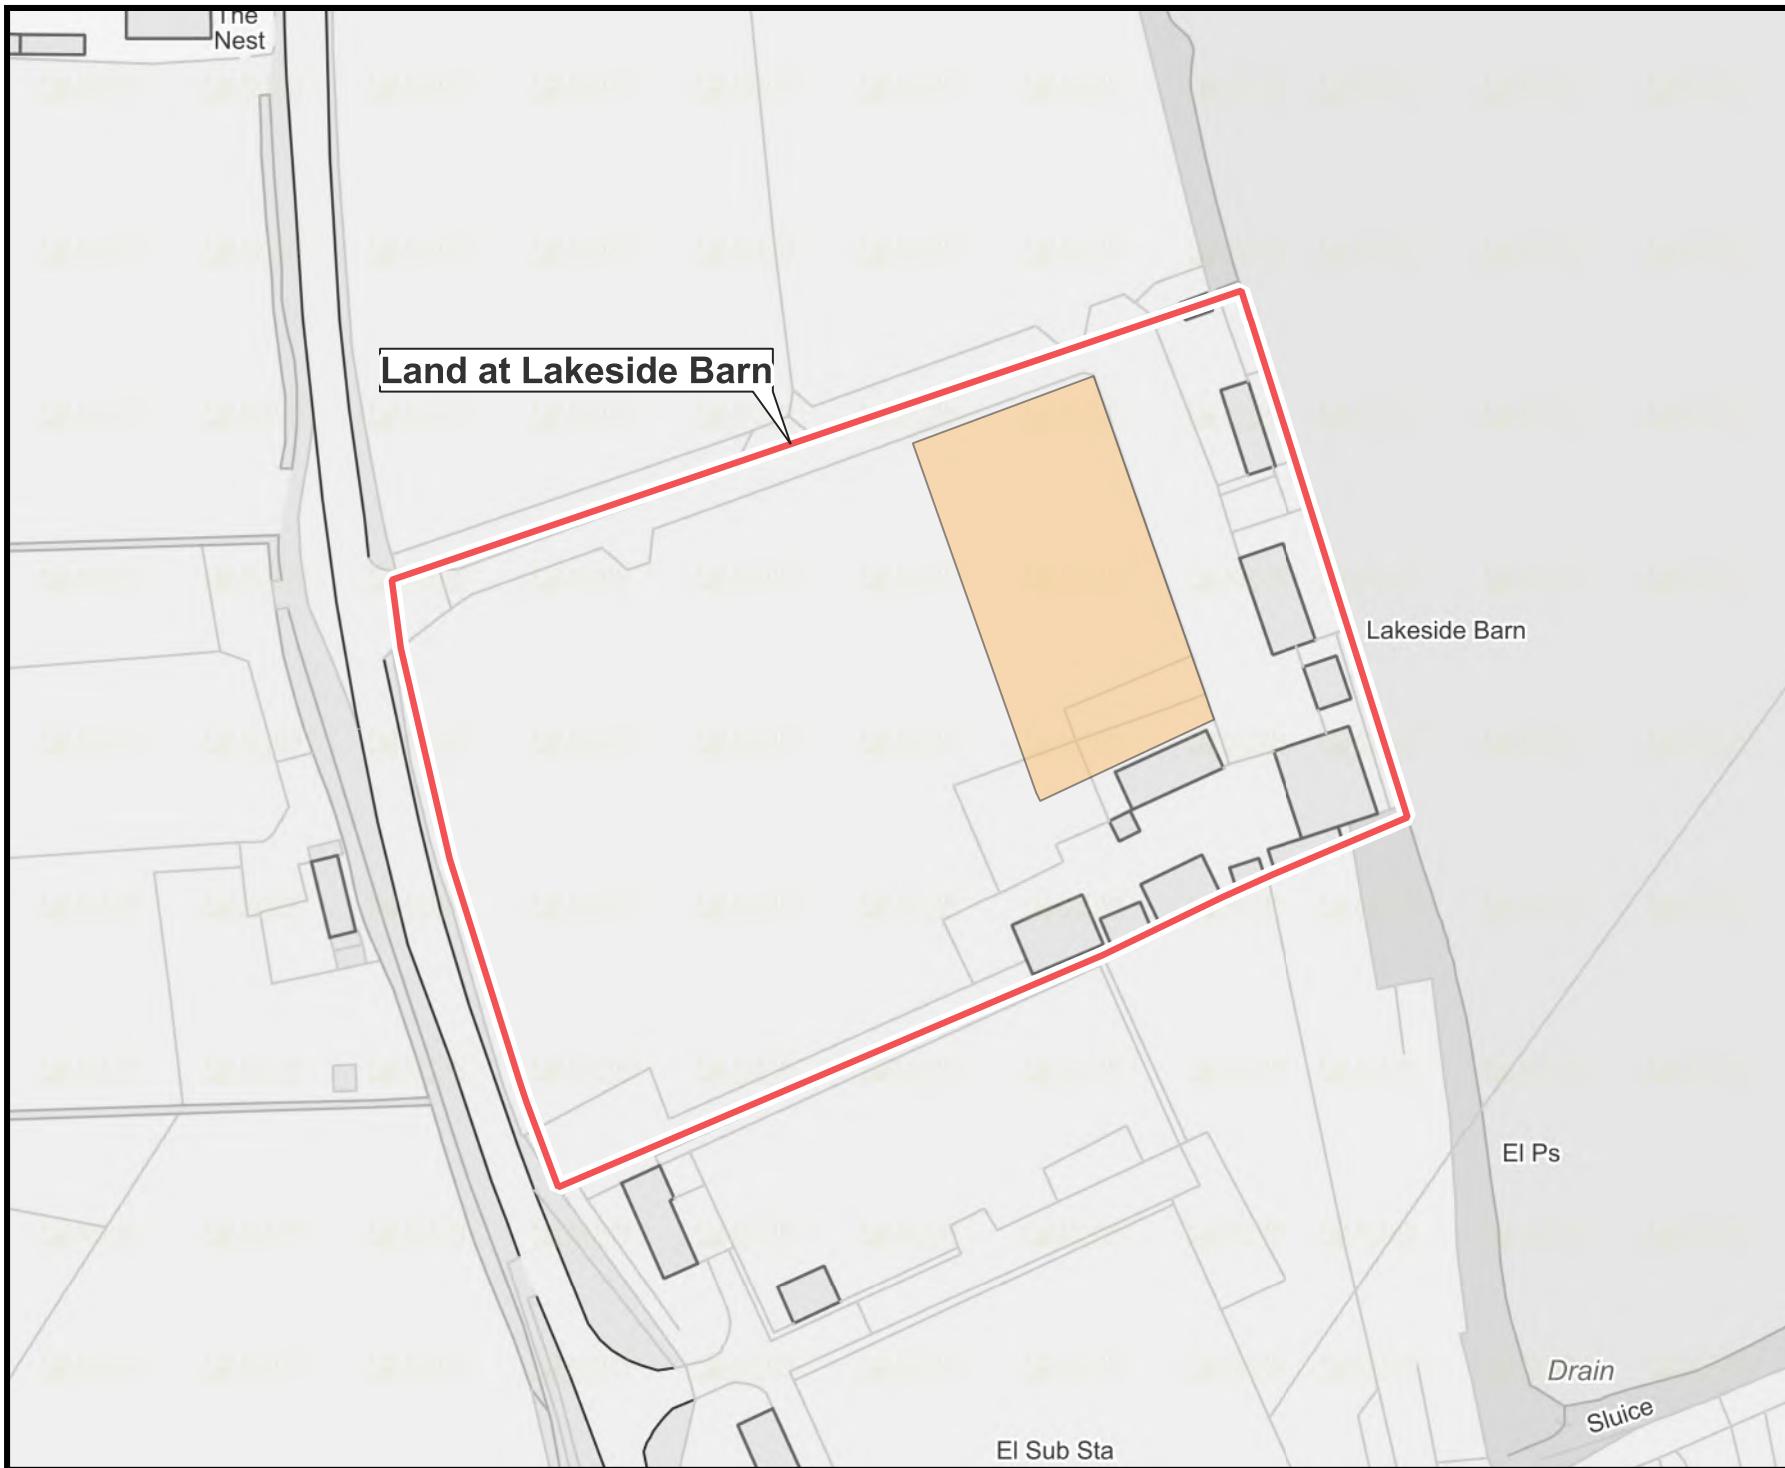 The
Nest
Land at Lakeside Barn
Lakeside Barn
El Ps
Drain
Sluice
El Sub Sta